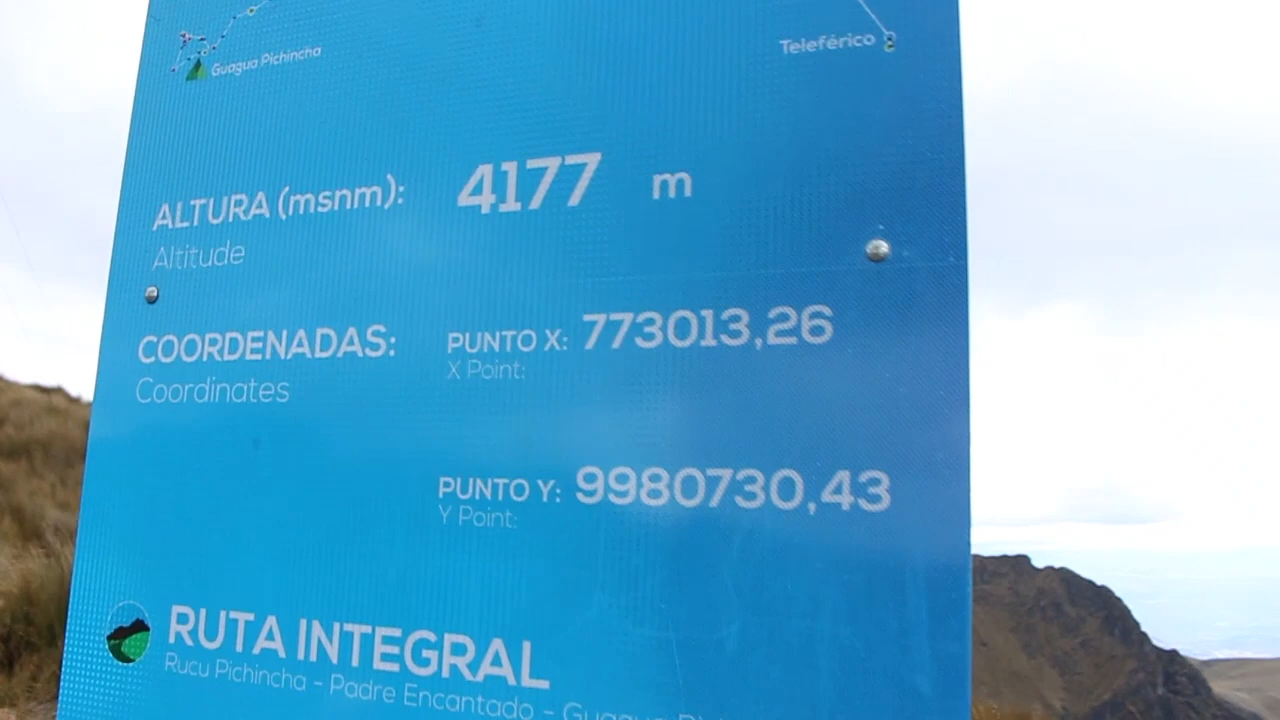 Guagua Pichincha
Teleférico
ALTURA (msnm): 4177 m
Altitude
COORDENADAS: PUNTO X: 773013,26
Coordinates X Point:
PUNTO Y: 9980730,43
Y Point:
RUTA INTEGRAL
Rucu Pichincha - Padre Encantado - Guagua